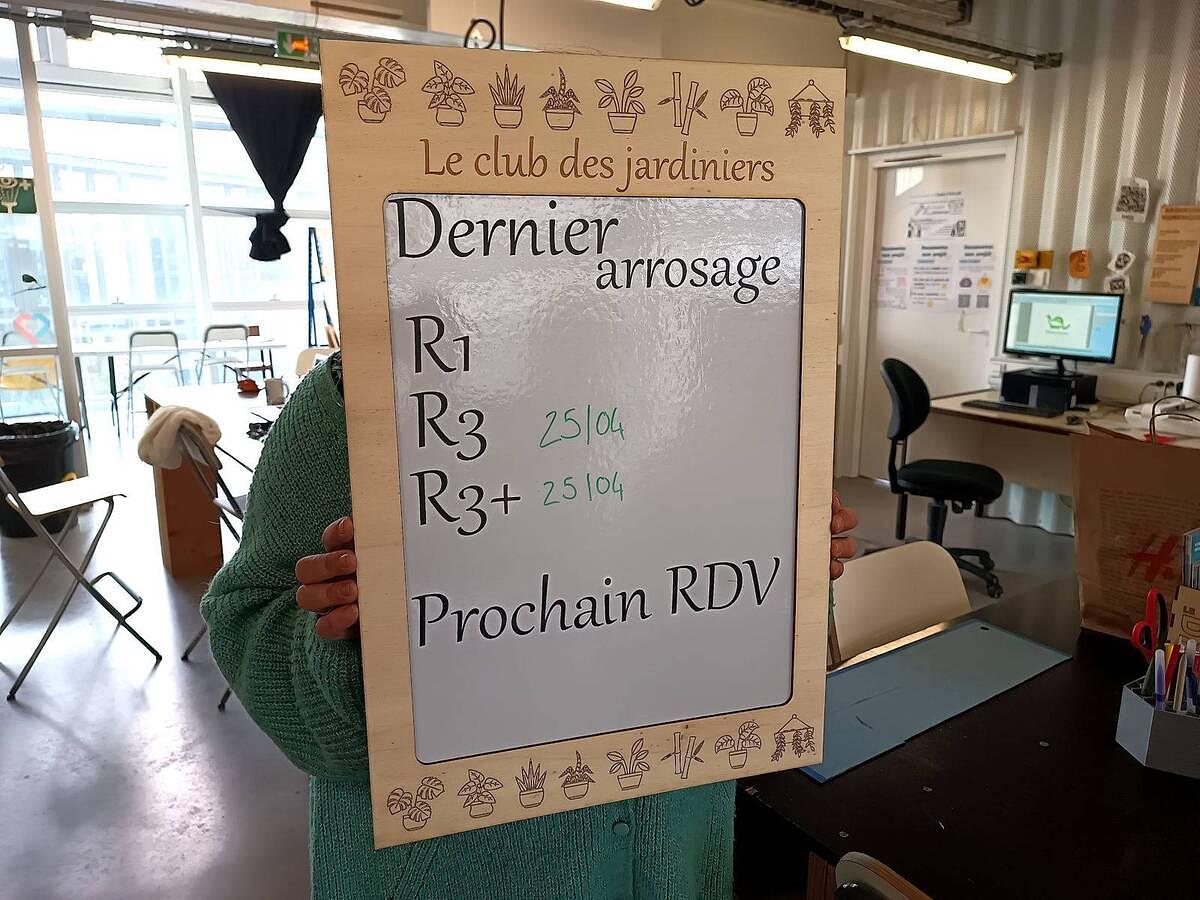 Le club des jardiniers
Dernier
arrosage
R1
R3 25/04
R3+ 25/04
Prochain RDV